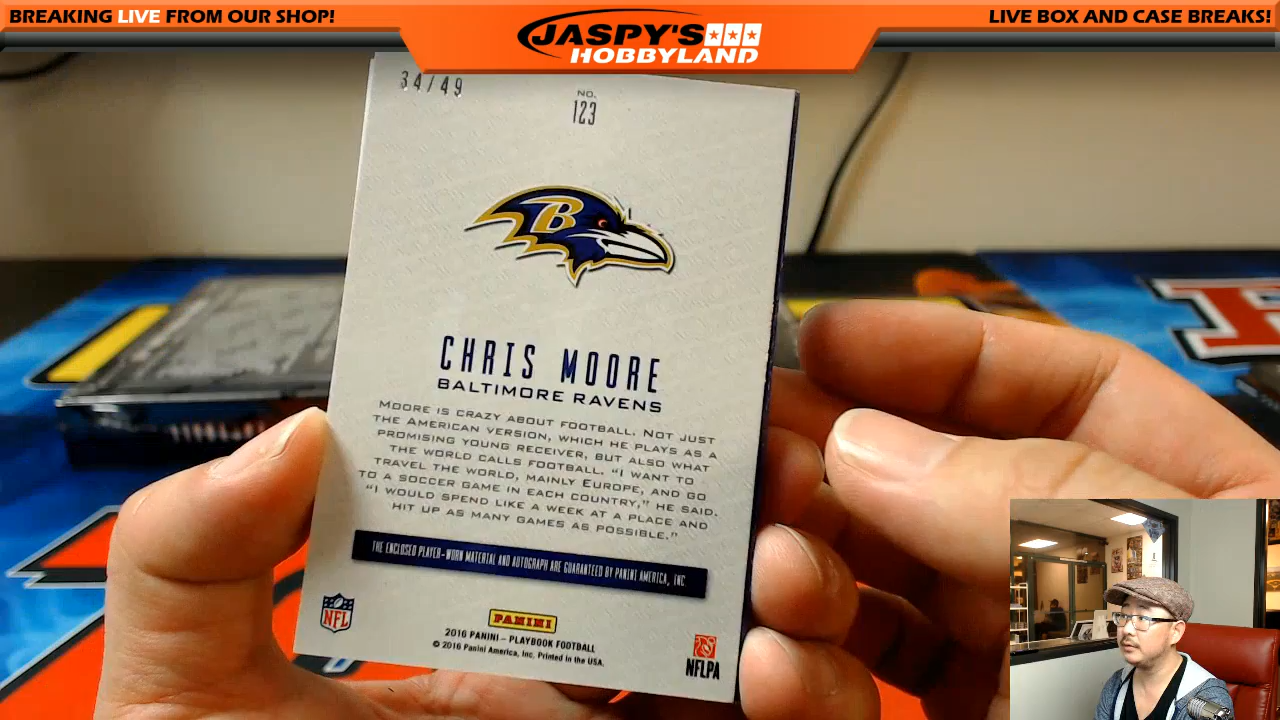 BREAKING LIVE FROM OUR SHOP!
JASPY'S
HOBBYLAND
LIVE BOX AND CASE BREAKS!
34/49
NO.
123
B
CHRIS MOORE
BALTIMORE RAVENS
MOORE IS CRAZY ABOUT FOOTBALL. NOT JUST
THE AMERICAN VERSION, WHICH HE PLAYS AS A
PROMISING YOUNG RECEIVER, BUT ALSO WHAT
THE WORLD CALLS FOOTBALL. "I WANT TO
TRAVEL THE WORLD, MAINLY EUROPE, AND GO
TO A SOCCER GAME IN EACH COUNTRY," HE SAID.
"I WOULD SPEND LIKE A WEEK AT A PLACE AND
HIT UP AS MANY GAMES AS POSSIBLE."
THE ENCLOSED PLAYER-WORN MATERIAL AND AUTOGRAPH ARE GUARANTEED BY PANINI AMERICA, INC.
NFL
PANINI
2016 PANINI – PLAYBOOK FOOTBALL
© 2016 Panini America, Inc. Printed in the USA.
NFLPA